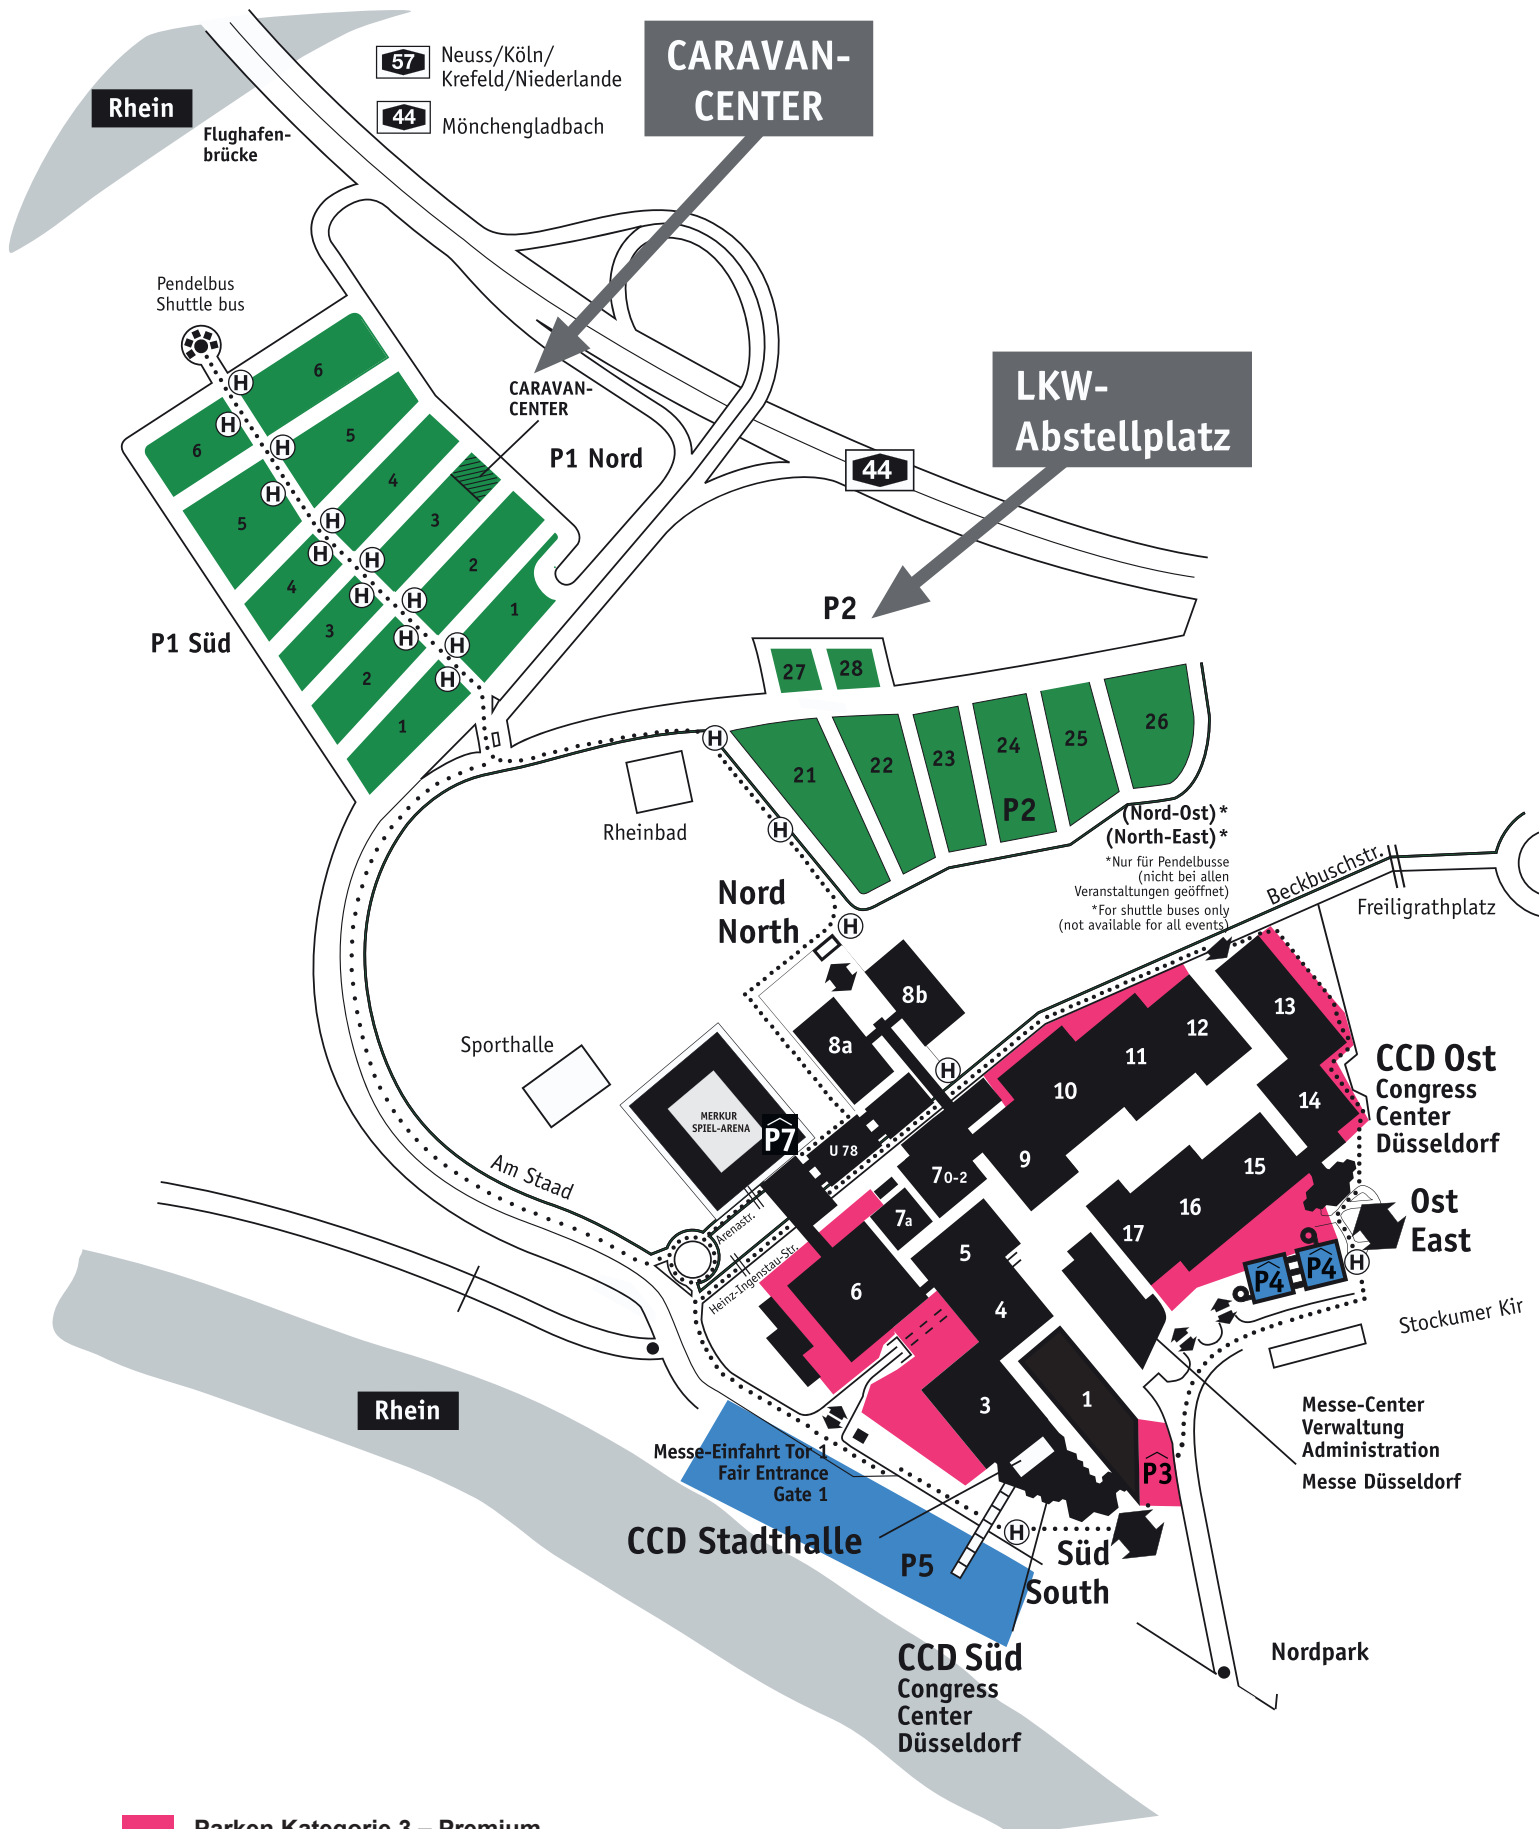 CARAVAN-
CENTER
57
Neuss/Köln/
Krefeld/Niederlande
44
Mönchengladbach
Rhein
Flughafen-
brücke
Pendelbus
Shuttle bus
CARAVAN-
CENTER
P1 Nord
6
6
5
5
4
4
3
3
2
2
1
1
H
H
H
H
H
H
H
H
H
H
H
H
P1 Süd
44
LKW-
Abstellplatz
P2
27
28
21
22
23
24
25
26
P2
H
H
Rheinbad
(Nord-Ost)*
(North-East)*
*Nur für Pendelbusse
(nicht bei allen
Veranstaltungen geöffnet)
*For shuttle buses only
(not available for all events)
Beckbuschstr.
Freiligrathplatz
Nord
North
H
8b
8a
H
Sporthalle
MERKUR
SPIEL-ARENA
P7
U 78
13
12
11
10
9
14
15
16
17
70-2
7a
5
6
4
3
1
CCD Ost
Congress
Center
Düsseldorf
Ost
East
H
P4
P4
Stockumer Kir
Am Staad
Arenastr.
Heinz-Ingenstau-Str.
Rhein
Messe-Einfahrt Tor 1
Fair Entrance
Gate 1
CCD Stadthalle
P5
P3
H
Süd
South
Messe-Center
Verwaltung
Administration
Messe Düsseldorf
Nordpark
CCD Süd
Congress
Center
Düsseldorf
Parken Kategorie 3 – Premium